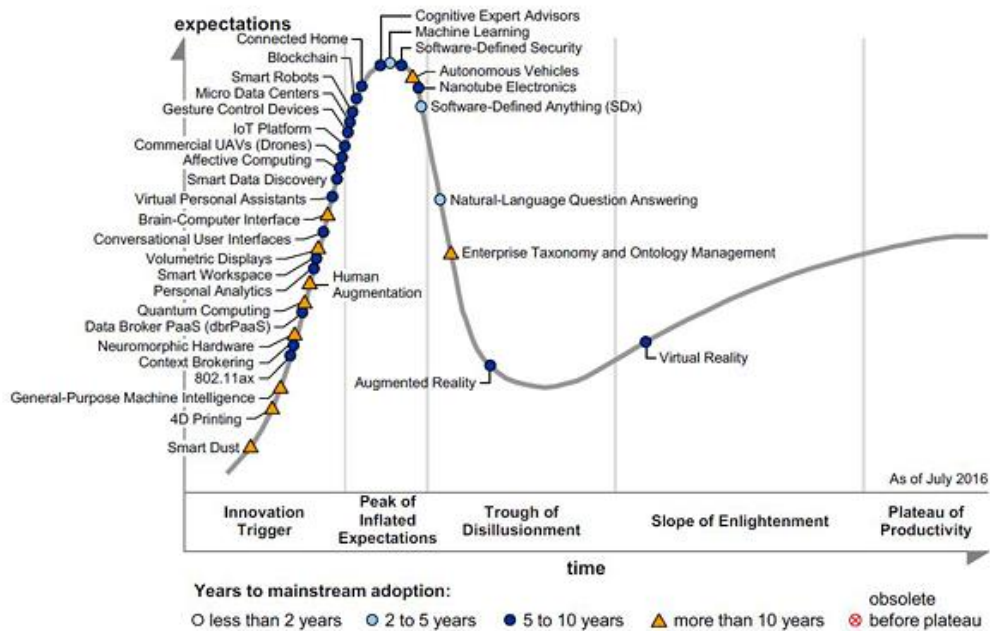 expectations
Cognitive Expert Advisors
Connected Home
Machine Learning
Blockchain
Software-Defined Security
Smart Robots
Autonomous Vehicles
Micro Data Centers
Nanotube Electronics
Gesture Control Devices
Software-Defined Anything (SDx)
IoT Platform
Commercial UAVs (Drones)
Affective Computing
Smart Data Discovery
Virtual Personal Assistants
Natural-Language Question Answering
Brain-Computer Interface
Conversational User Interfaces
Volumetric Displays
Enterprise Taxonomy and Ontology Management
Smart Workspace
Personal Analytics
Human
Augmentation
Quantum Computing
Data Broker PaaS (dbrPaaS)
Neuromorphic Hardware
Context Brokering
802.11ax
Virtual Reality
Augmented Reality
General-Purpose Machine Intelligence
4D Printing
Smart Dust
As of July 2016
Innovation
Trigger
Peak of
Inflated
Expectations
Trough of
Disillusionment
Slope of Enlightenment
Plateau of
Productivity
time
Years to mainstream adoption:
less than 2 years
2 to 5 years
5 to 10 years
more than 10 years
obsolete
before plateau